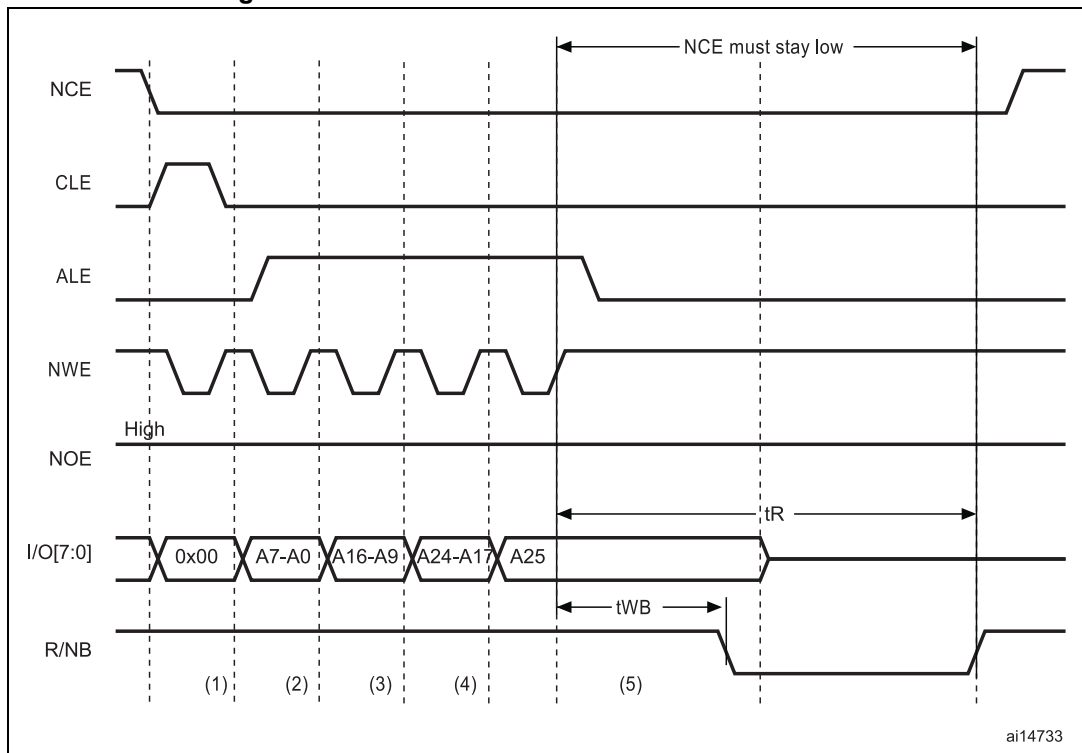 NCE must stay low
NCE
CLE
ALE
NWE
High
NOE
tR
I/O[7:0]
0x00
A7-A0
A16-A9
A24-A17
A25
tWB
R/NB
(1)
(2)
(3)
(4)
(5)
ai14733